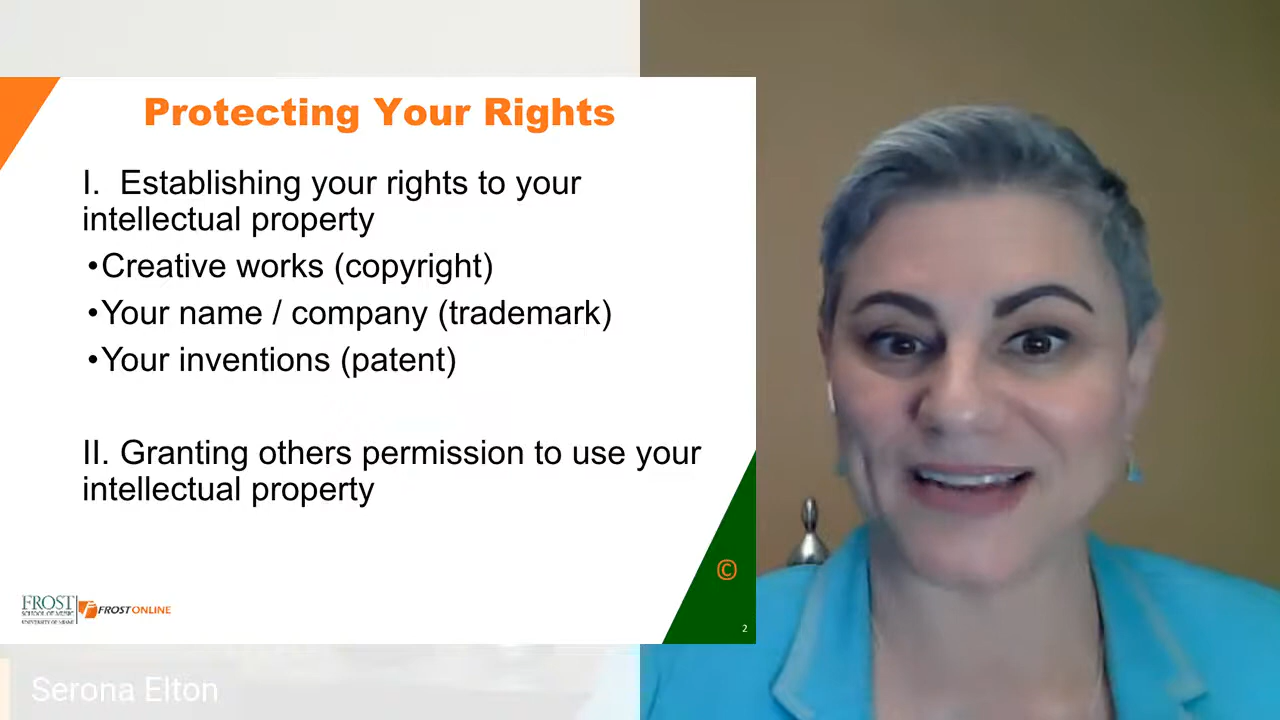 Protecting Your Rights
I. Establishing your rights to your
intellectual property
•Creative works (copyright)
•Your name / company (trademark)
•Your inventions (patent)
II. Granting others permission to use your
intellectual property
©
FROST
SCHOOL OF MUSIC
UNIVERSITY OF MIAMI
FROST ONLINE
2
Serona Elton